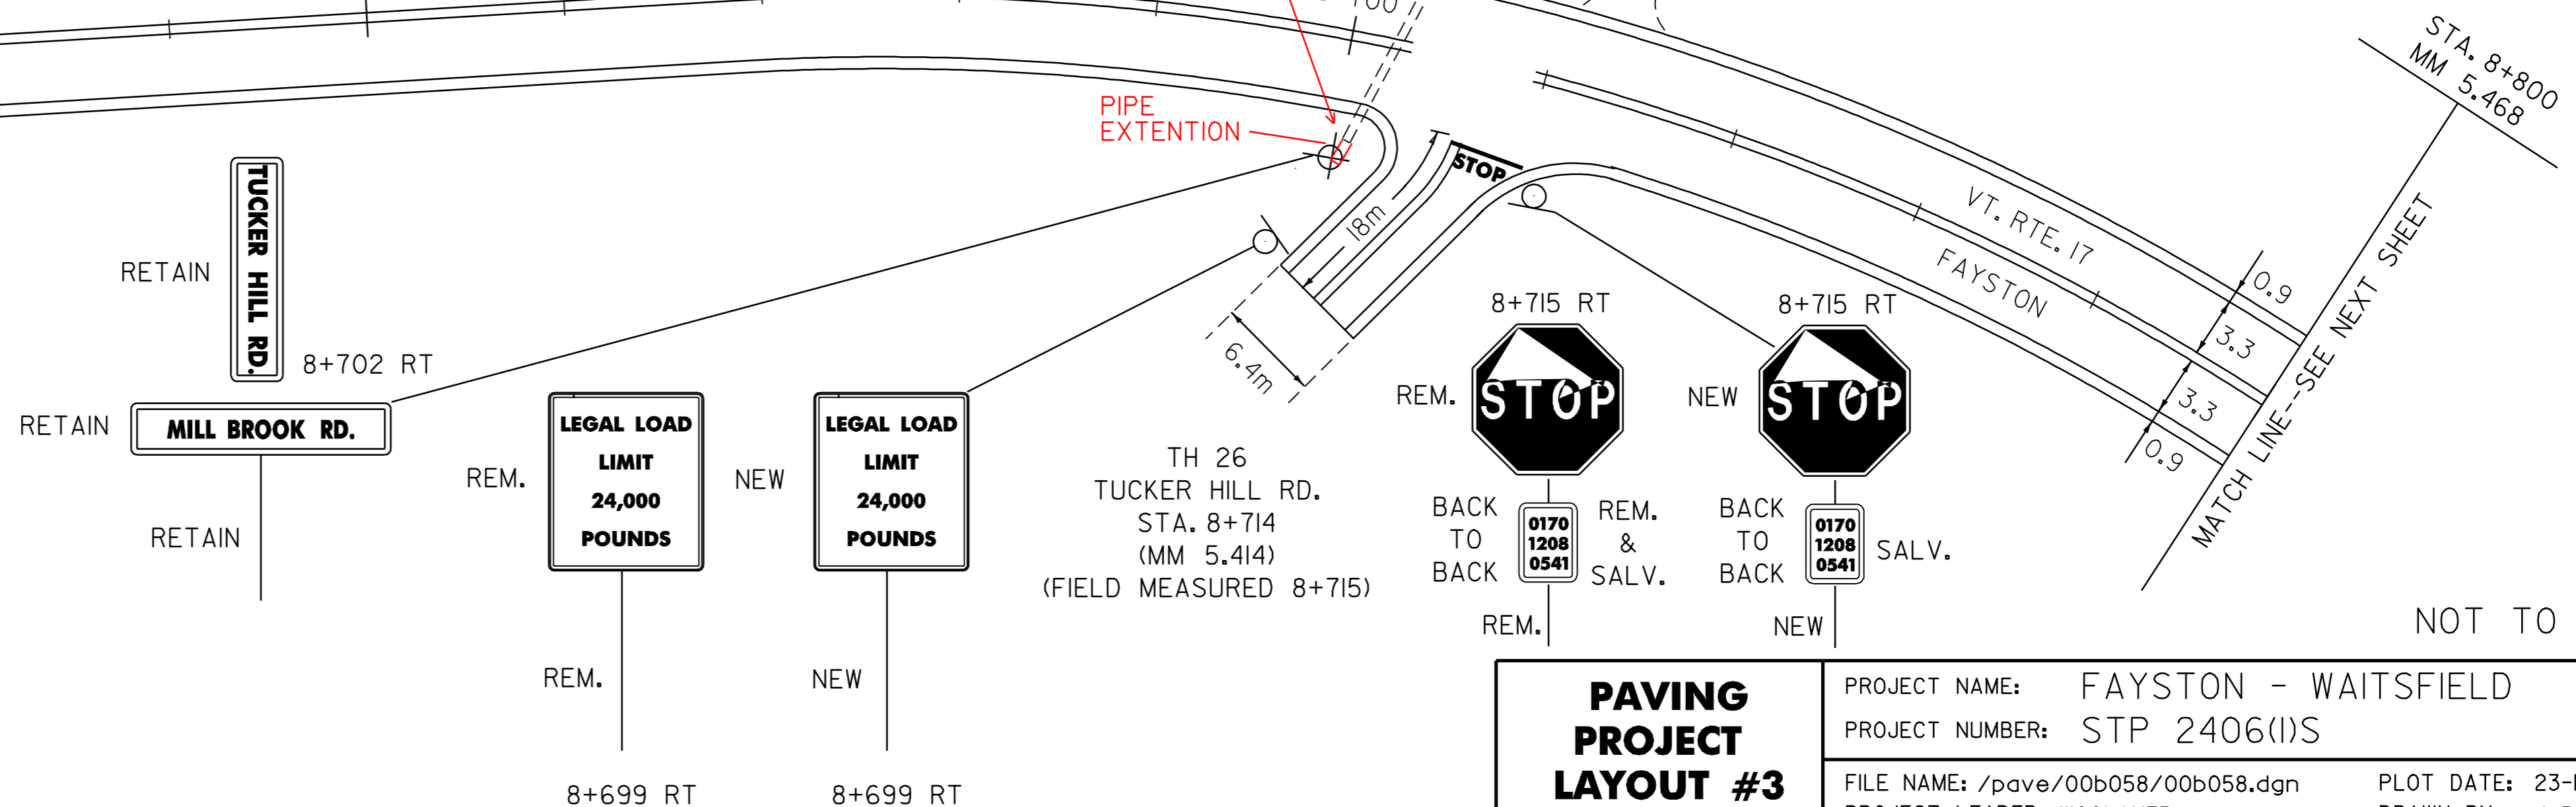 00
STA. 8+800
MM 5.468
PIPE
EXTENTION
STOP
18m
6.4m
VT. RTE. 17
FAYSTON
0.9
3.3
3.3
0.9
MATCH LINE--SEE NEXT SHEET
TUCKER HILL RD.
RETAIN
8+702 RT
RETAIN
MILL BROOK RD.
RETAIN
REM.
LEGAL LOAD
LIMIT
24,000
POUNDS
REM.
8+699 RT
NEW
LEGAL LOAD
LIMIT
24,000
POUNDS
NEW
8+699 RT
TH 26
TUCKER HILL RD.
STA. 8+714
(MM 5.414)
(FIELD MEASURED 8+715)
8+715 RT
REM.
STOP
BACK
TO
BACK
0170
1208
0541
REM.
&
SALV.
REM.
8+715 RT
NEW
STOP
BACK
TO
BACK
0170
1208
0541
SALV.
NEW
NOT TO
PAVING
PROJECT
LAYOUT #3
PROJECT NAME: FAYSTON - WAITSFIELD
PROJECT NUMBER: STP 2406(1)S
FILE NAME: /pave/00b058/00b058.dgn
PLOT DATE: 23-